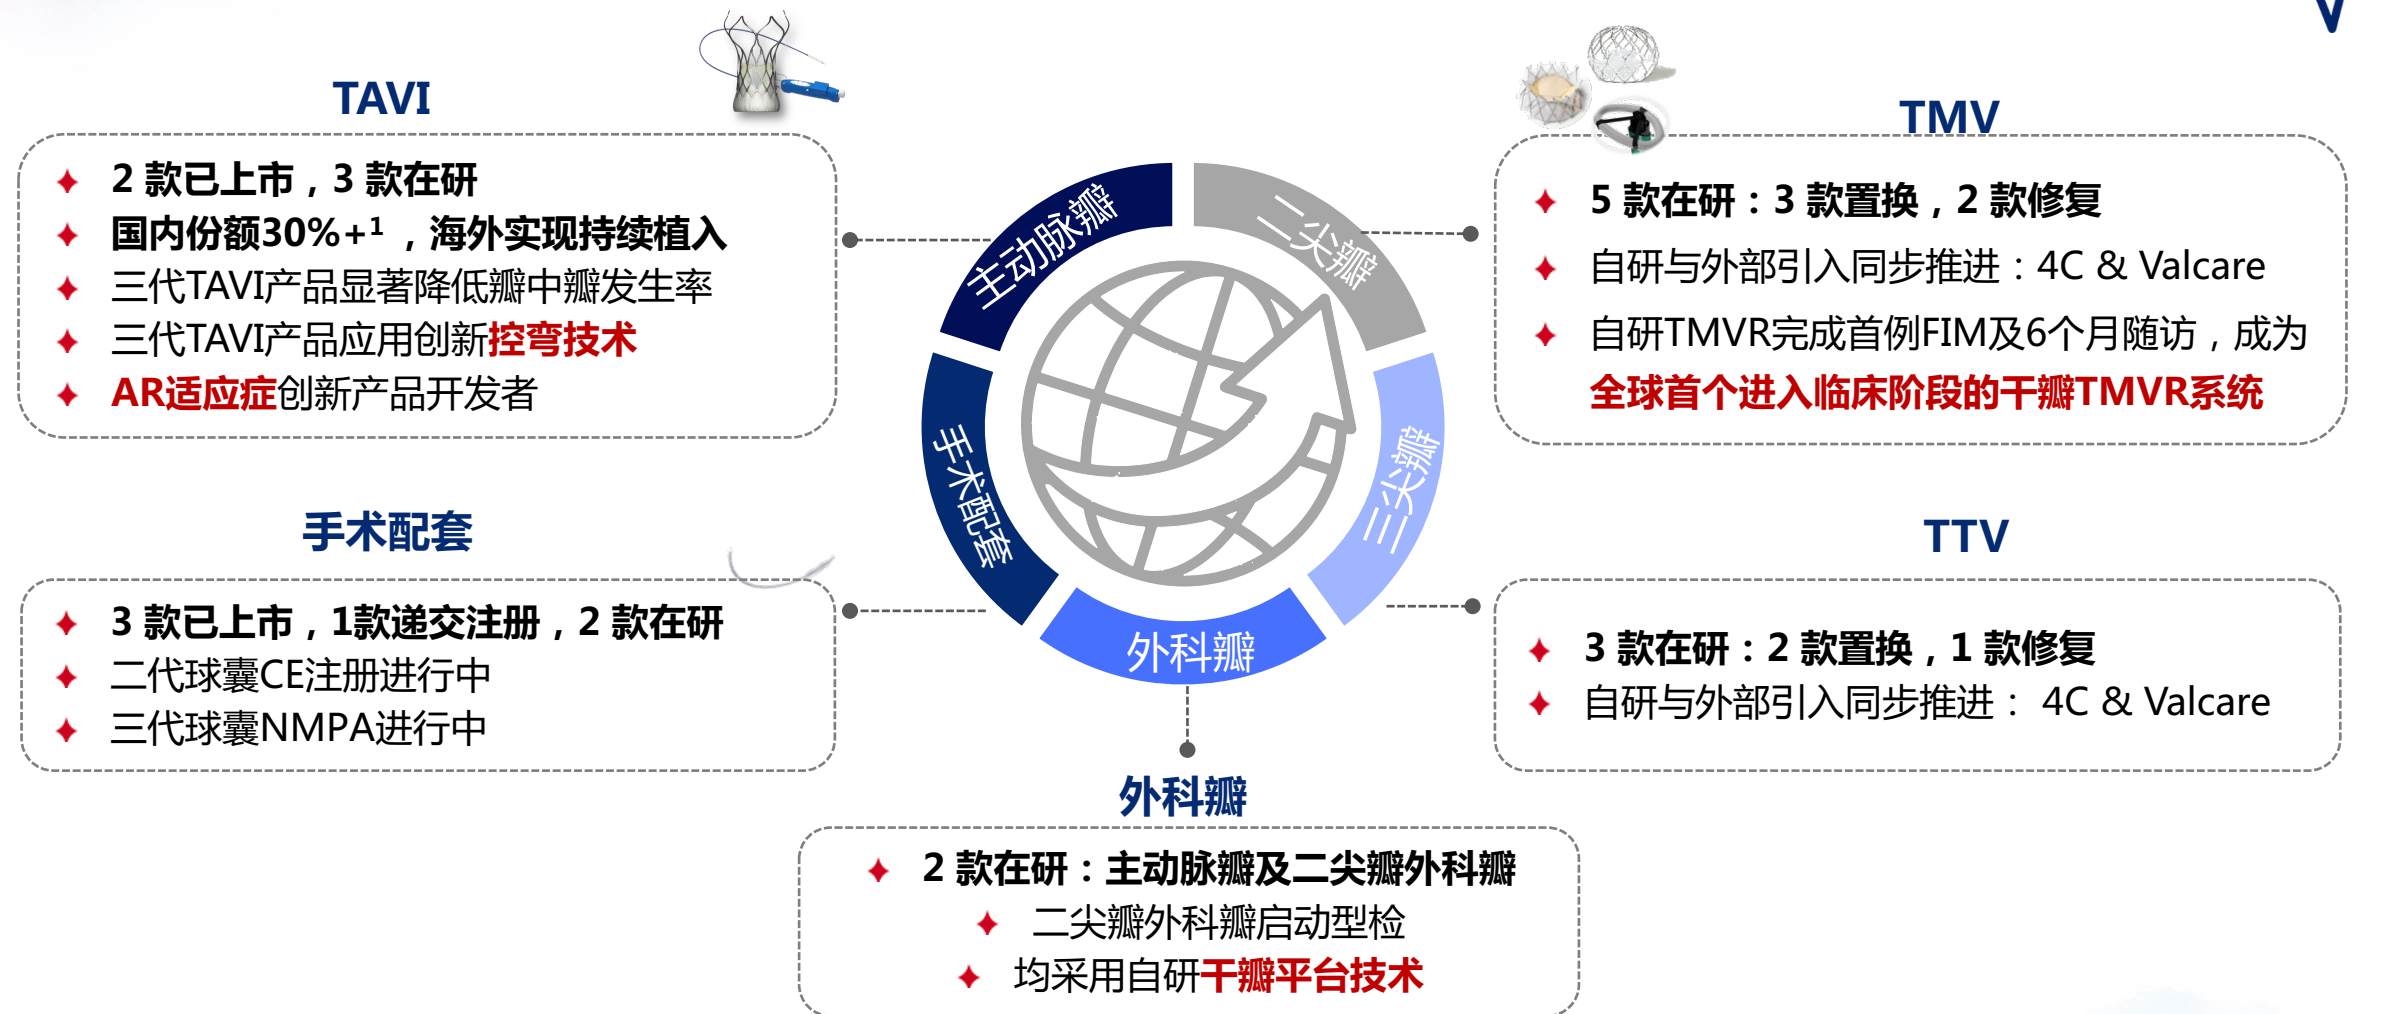 TAVI
2 款已上市，3 款在研
国内份额30%+¹ ，海外实现持续植入
三代TAVI产品显著降低瓣中瓣发生率
三代TAVI产品应用创新控弯技术
AR适应症创新产品开发者
TMV
5 款在研：3 款置换，2 款修复
自研与外部引入同步推进：4C & Valcare
自研TMVR完成首例FIM及6个月随访，成为
全球首个进入临床阶段的干瓣TMVR系统
主动脉瓣
二尖瓣
三尖瓣
外科瓣
手术配套
手术配套
3 款已上市，1款递交注册，2 款在研
二代球囊CE注册进行中
三代球囊NMPA进行中
TTV
3 款在研：2 款置换，1 款修复
自研与外部引入同步推进： 4C & Valcare
外科瓣
2 款在研：主动脉瓣及二尖瓣外科瓣
二尖瓣外科瓣启动型检
均采用自研干瓣平台技术